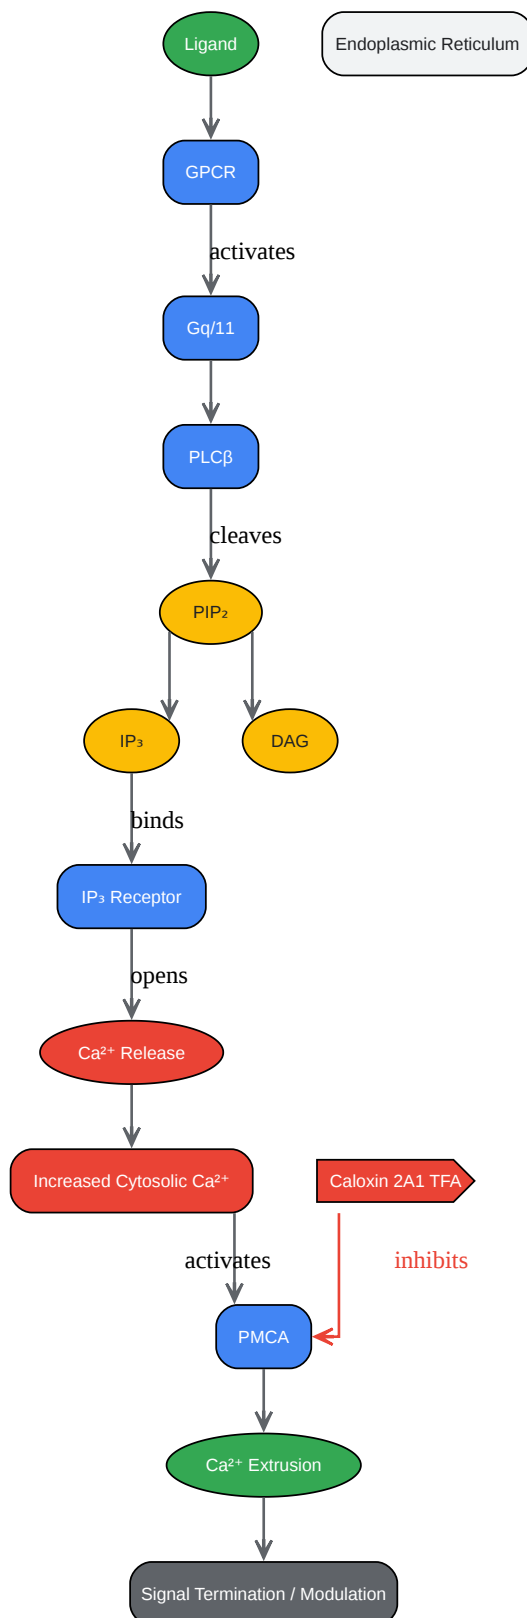 Ligand
Endoplasmic Reticulum
GPCR
activates
Gq/11
PLCβ
cleaves
PIP₂
IP₃
DAG
binds
IP₃ Receptor
opens
Ca²⁺ Release
Increased Cytosolic Ca²⁺
Caloxin 2A1 TFA
activates
inhibits
PMCA
Ca²⁺ Extrusion
Signal Termination / Modulation